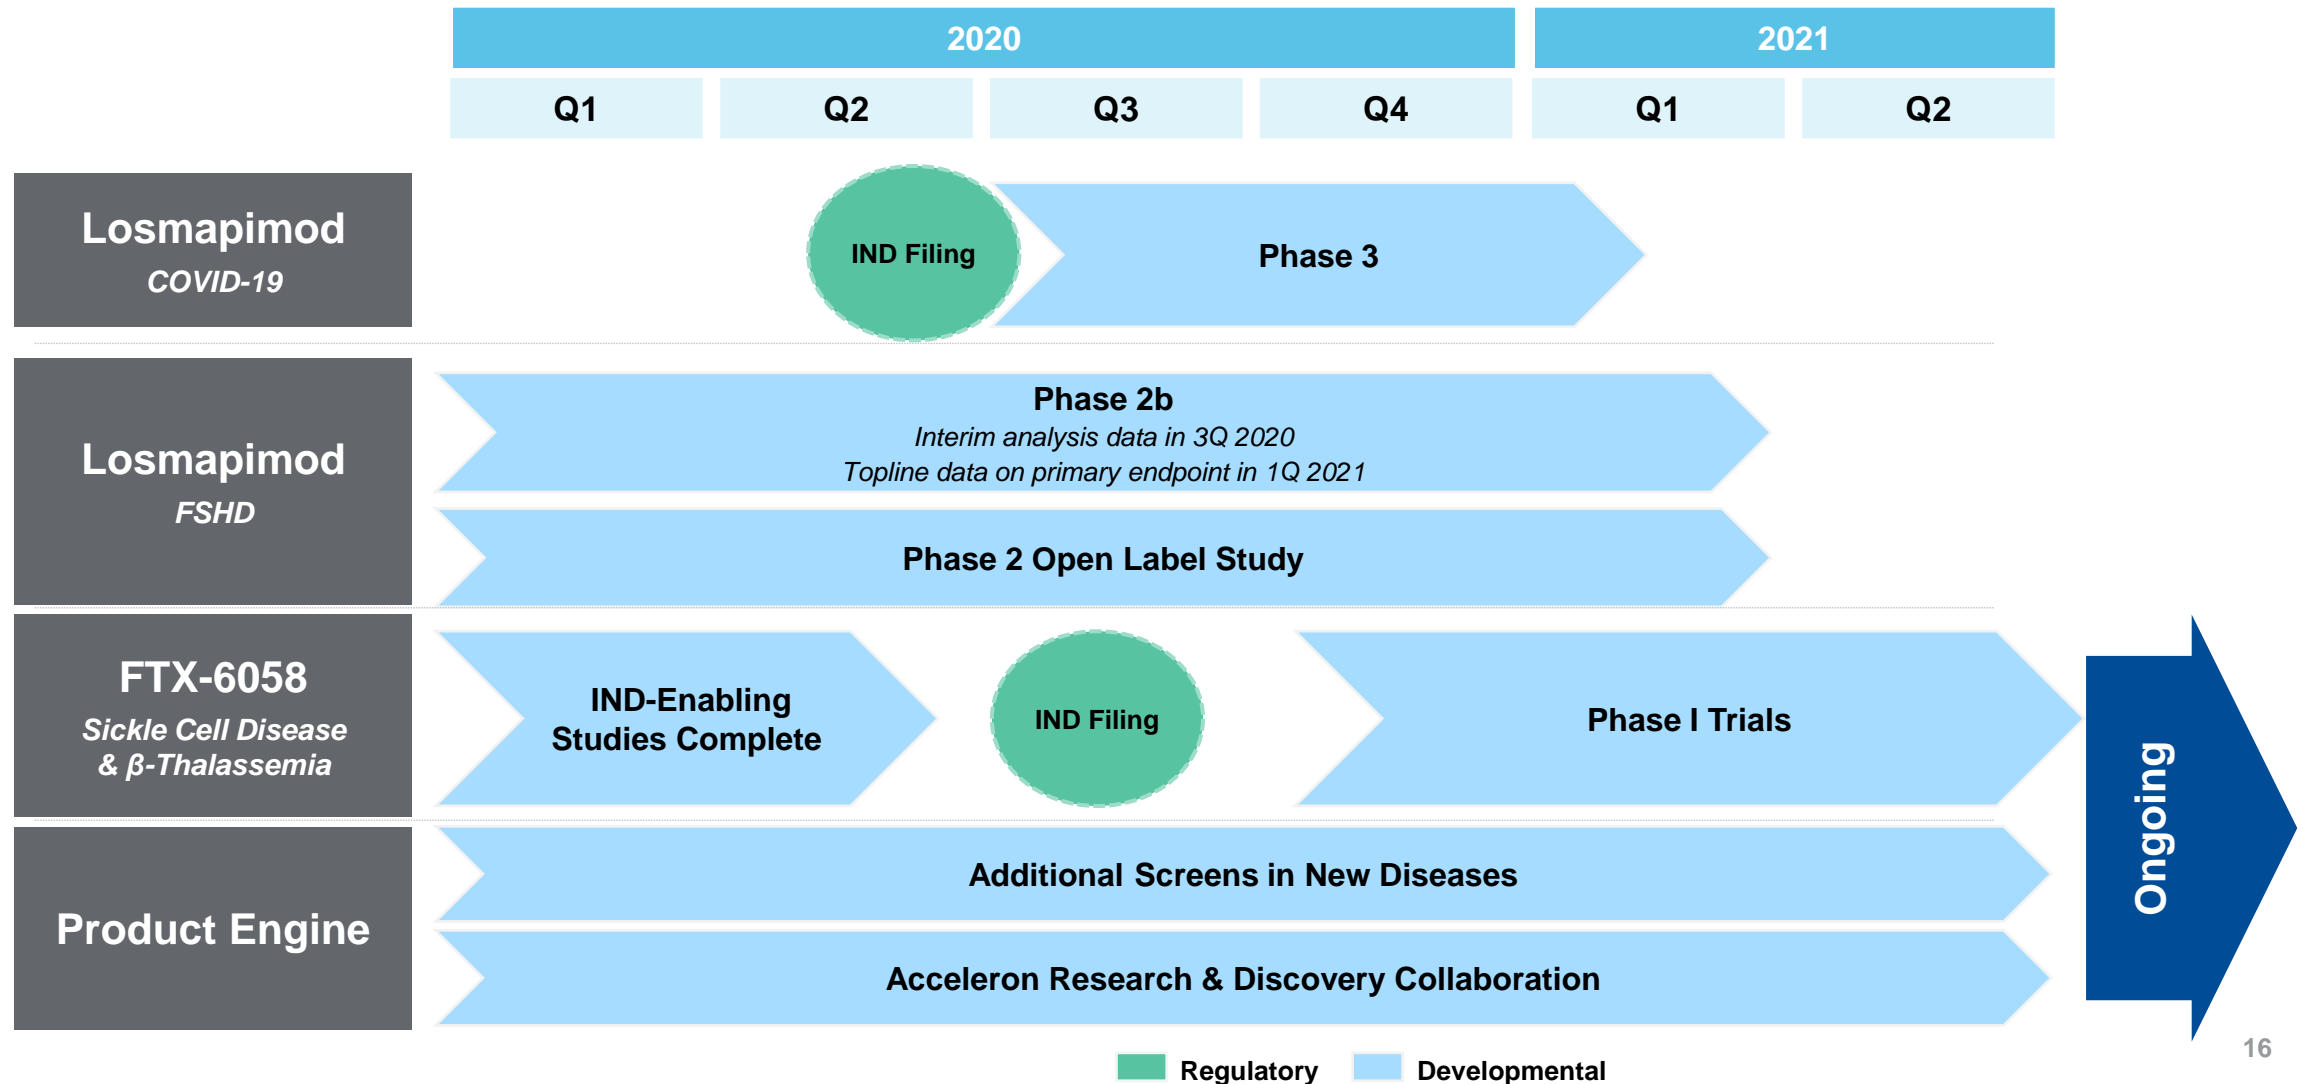 2020
2021
Q1
Q2
Q3
Q4
Q1
Q2
Losmapimod
COVID-19
IND Filing
Phase 3
Losmapimod
FSHD
Phase 2b
Interim analysis data in 3Q 2020
Topline data on primary endpoint in 1Q 2021
Phase 2 Open Label Study
FTX-6058
Sickle Cell Disease
& β-Thalassemia
IND-Enabling
Studies Complete
IND Filing
Phase I Trials
Product Engine
Additional Screens in New Diseases
Acceleron Research & Discovery Collaboration
Ongoing
Regulatory
Developmental
16